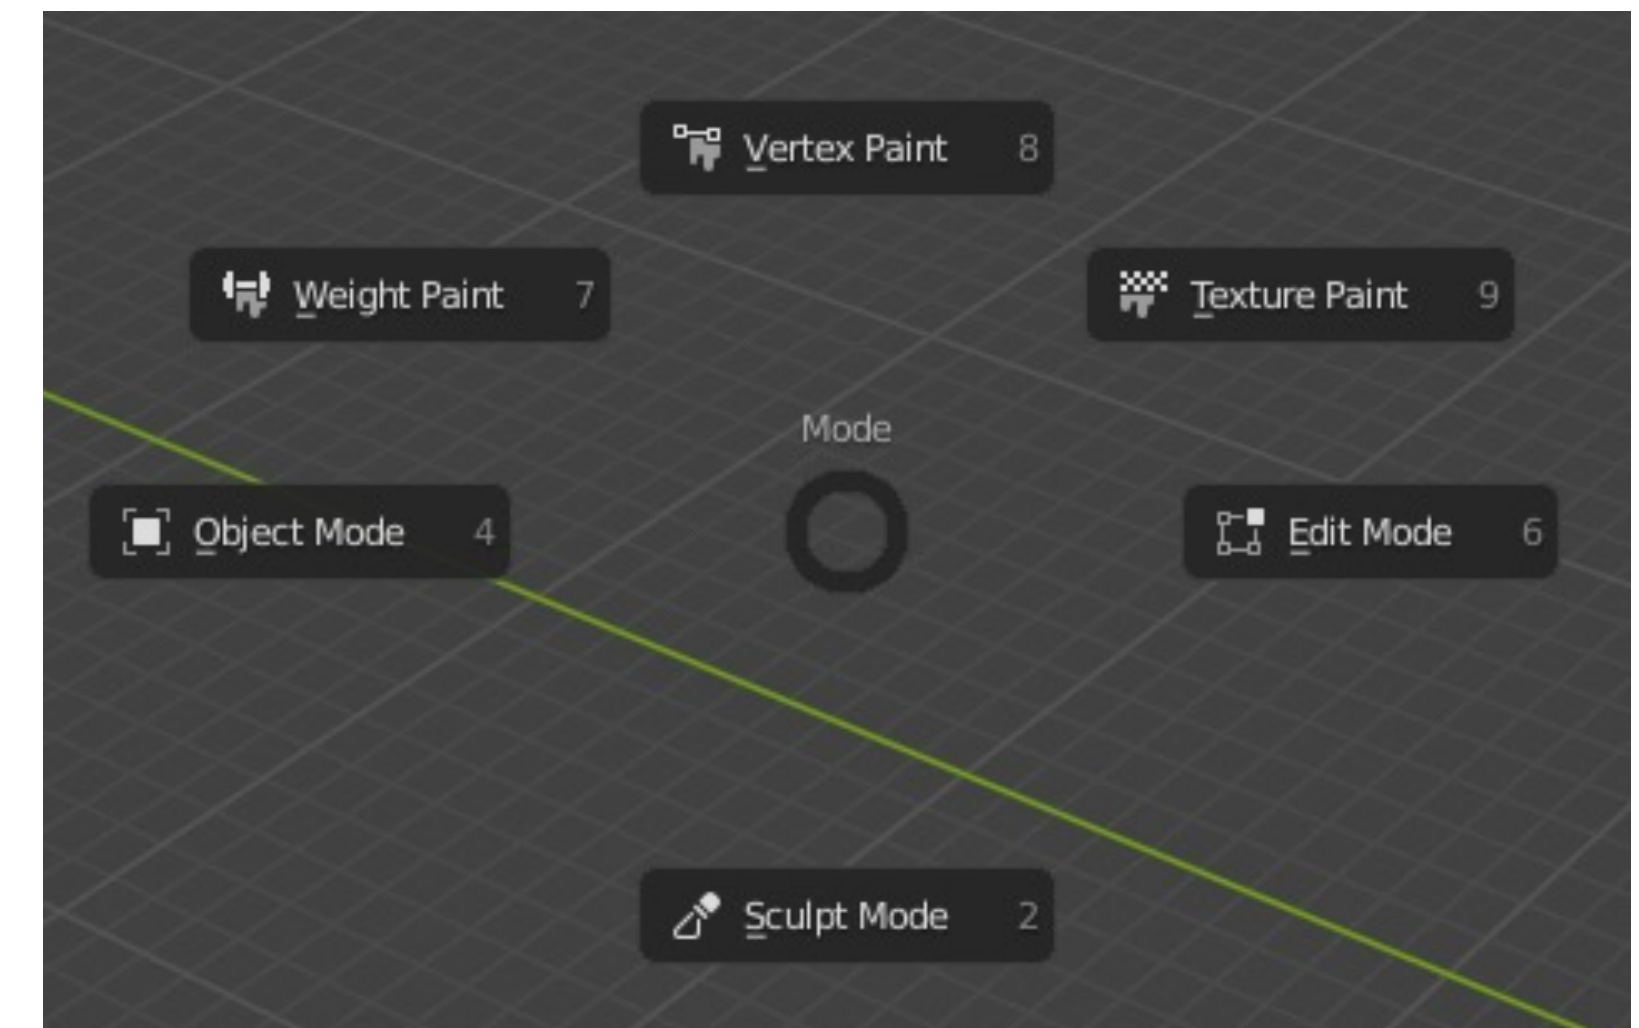 Vertex Paint 8
Weight Paint 7
Texture Paint 9
Mode
Object Mode 4
Edit Mode 6
Sculpt Mode 2